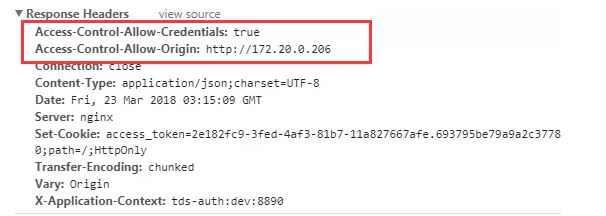 ▼ Response Headers view source
Access-Control-Allow-Credentials: true
Access-Control-Allow-Origin: http://172.20.0.206
Connection: close
Content-Type: application/json;charset=UTF-8
Date: Fri, 23 Mar 2018 03:15:09 GMT
Server: nginx
Set-Cookie: access_token=2e182fc9-3fed-4af3-81b7-11a827667afe.693795be79a9a2c3778
0;path=/;HttpOnly
Transfer-Encoding: chunked
Vary: Origin
X-Application-Context: tds-auth:dev:8890